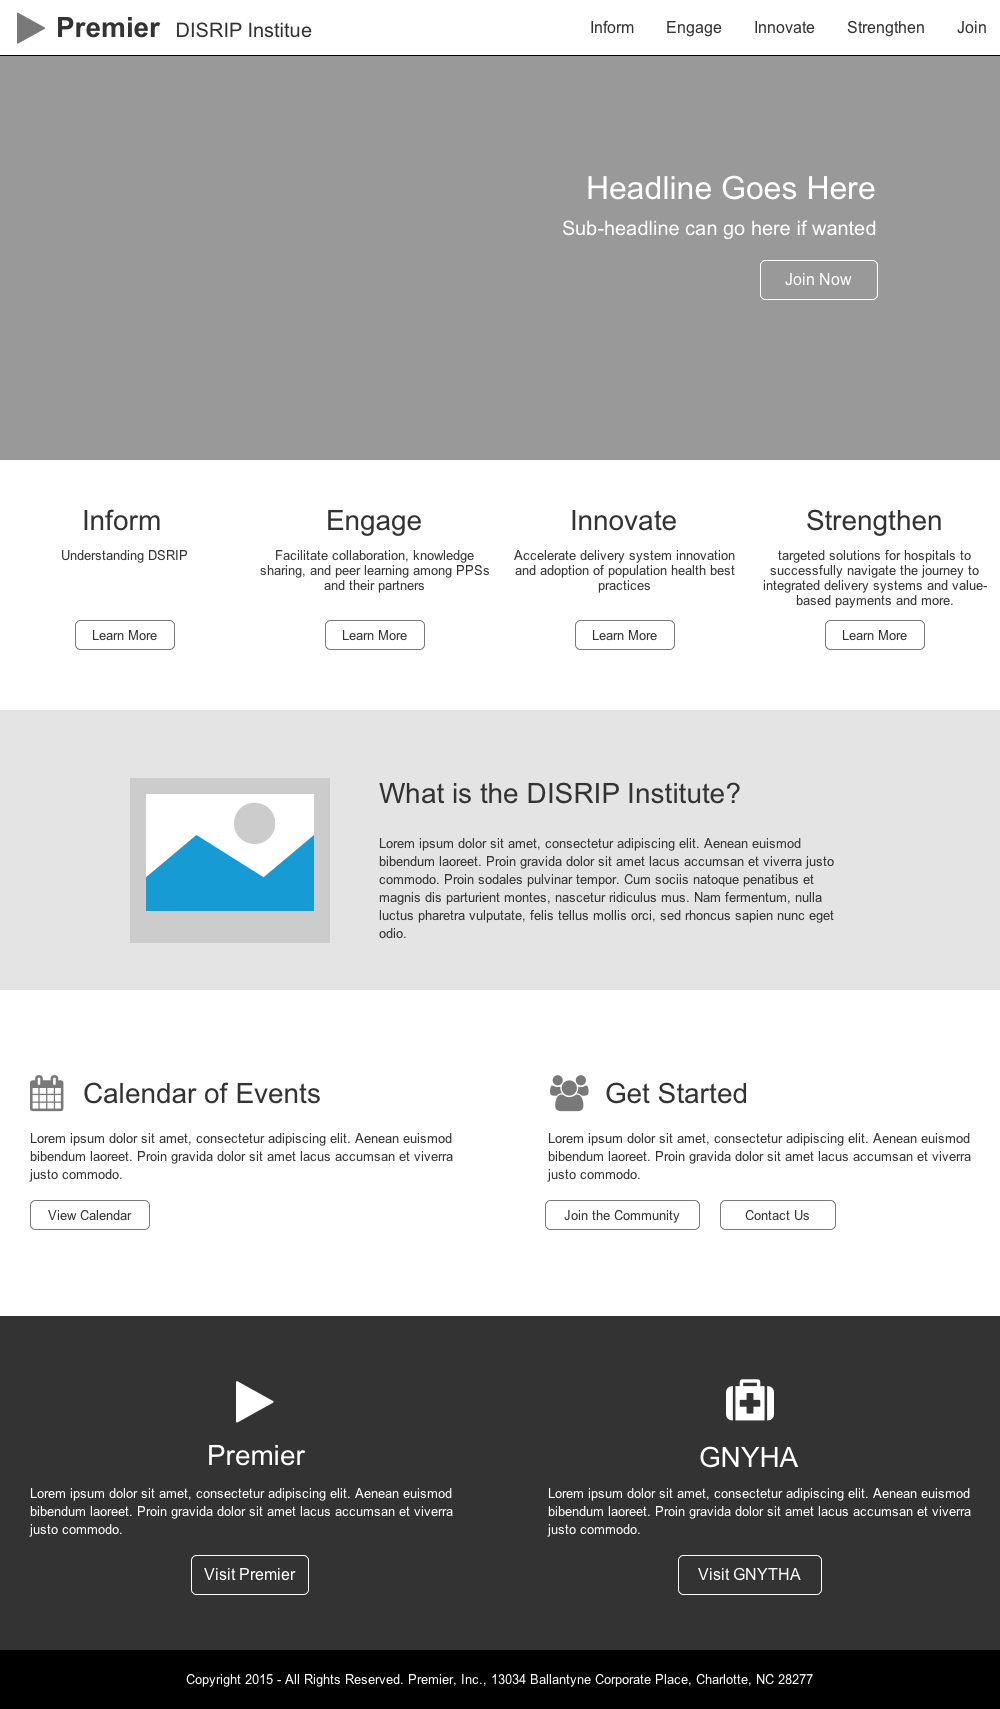 Premier DISRIP Institue Inform Engage Innovate Strengthen Join
Headline Goes Here
Sub-headline can go here if wanted
Join Now
Inform
Understanding DSRIP
Learn More
Engage
Facilitate collaboration, knowledge
sharing, and peer learning among PPSs
and their partners
Learn More
Innovate
Accelerate delivery system innovation
and adoption of population health best
practices
Learn More
Strengthen
targeted solutions for hospitals to
successfully navigate the journey to
integrated delivery systems and value-
based payments and more.
Learn More
What is the DISRIP Institute?
Lorem ipsum dolor sit amet, consectetur adipiscing elit. Aenean euismod
bibendum laoreet. Proin gravida dolor sit amet lacus accumsan et viverra justo
commodo. Proin sodales pulvinar tempor. Cum sociis natoque penatibus et
magnis dis parturient montes, nascetur ridiculus mus. Nam fermentum, nulla
luctus pharetra vulputate, felis tellus mollis orci, sed rhoncus sapien nunc eget
odio.
Calendar of Events
Lorem ipsum dolor sit amet, consectetur adipiscing elit. Aenean euismod
bibendum laoreet. Proin gravida dolor sit amet lacus accumsan et viverra
justo commodo.
View Calendar
Get Started
Lorem ipsum dolor sit amet, consectetur adipiscing elit. Aenean euismod
bibendum laoreet. Proin gravida dolor sit amet lacus accumsan et viverra
justo commodo.
Join the Community
Contact Us
Premier
Lorem ipsum dolor sit amet, consectetur adipiscing elit. Aenean euismod
bibendum laoreet. Proin gravida dolor sit amet lacus accumsan et viverra
justo commodo.
Visit Premier
GNYHA
Lorem ipsum dolor sit amet, consectetur adipiscing elit. Aenean euismod
bibendum laoreet. Proin gravida dolor sit amet lacus accumsan et viverra
justo commodo.
Visit GNYTHA
Copyright 2015 - All Rights Reserved. Premier, Inc., 13034 Ballantyne Corporate Place, Charlotte, NC 28277